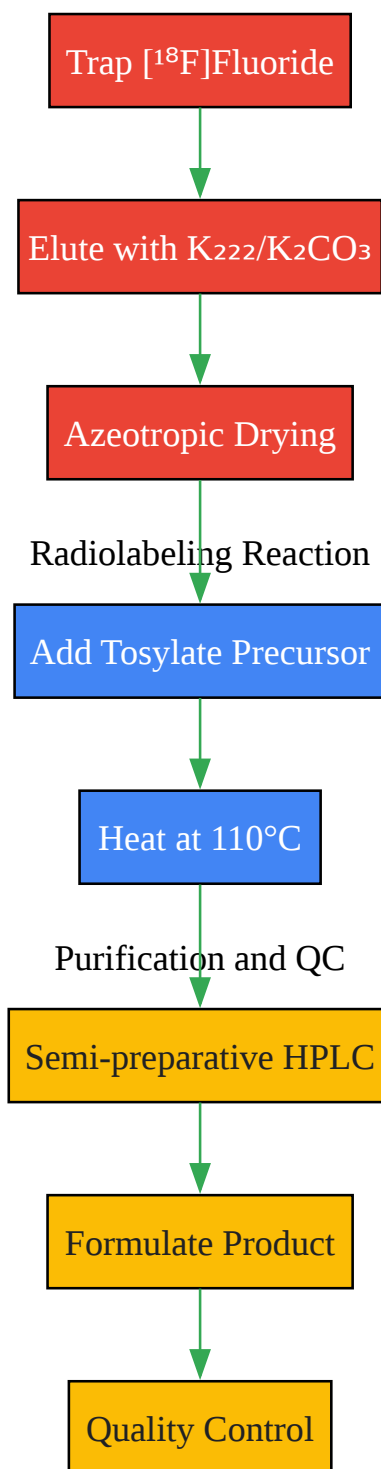 Trap [¹⁸F]Fluoride
Elute with K₂₂₂/K₂CO₃
Azeotropic Drying
Radiolabeling Reaction
Add Tosylate Precursor
Heat at 110°C
Purification and QC
Semi-preparative HPLC
Formulate Product
Quality Control